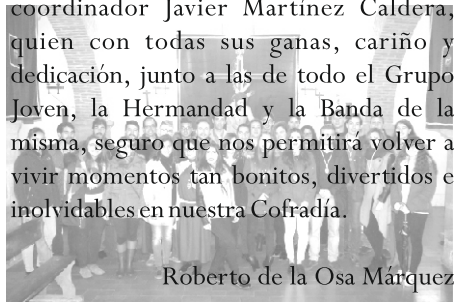 coordinador Javier Martínez Caldera,
quien con todas sus ganas, cariño y
dedicación, junto a las de todo el Grupo
Joven, la Hermandad y la Banda de la
misma, seguro que nos permitirá volver a
vivir momentos tan bonitos, divertidos e
inolvidables en nuestra Cofradía.
Roberto de la Osa Márquez